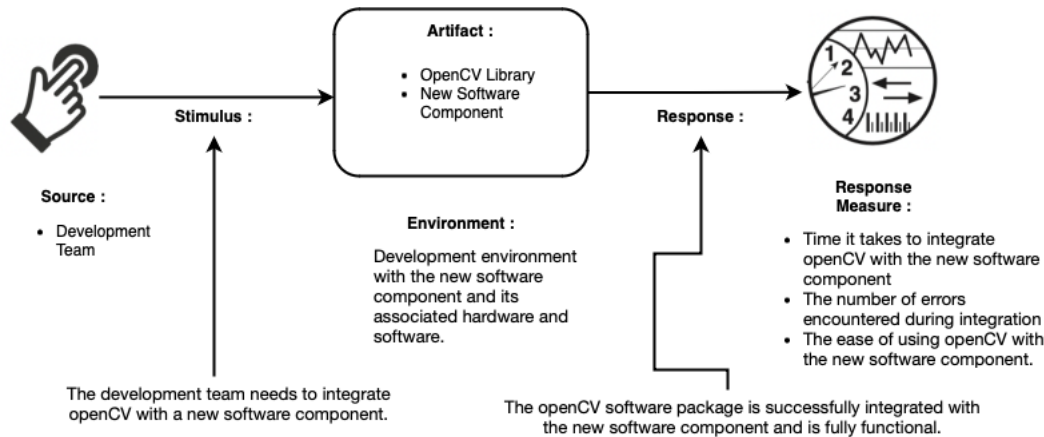 Source :
• Development
Team
Stimulus :
The development team needs to integrate
openCV with a new software component.
Artifact :
• OpenCV Library
• New Software
Component
Environment :
Development environment
with the new software
component and its
associated hardware and
software.
Response :
The openCV software package is successfully integrated with
the new software component and is fully functional.
1
2
3
4
Response
Measure :
• Time it takes to integrate
openCV with the new software
component
• The number of errors
encountered during integration
• The ease of using openCV with
the new software component.